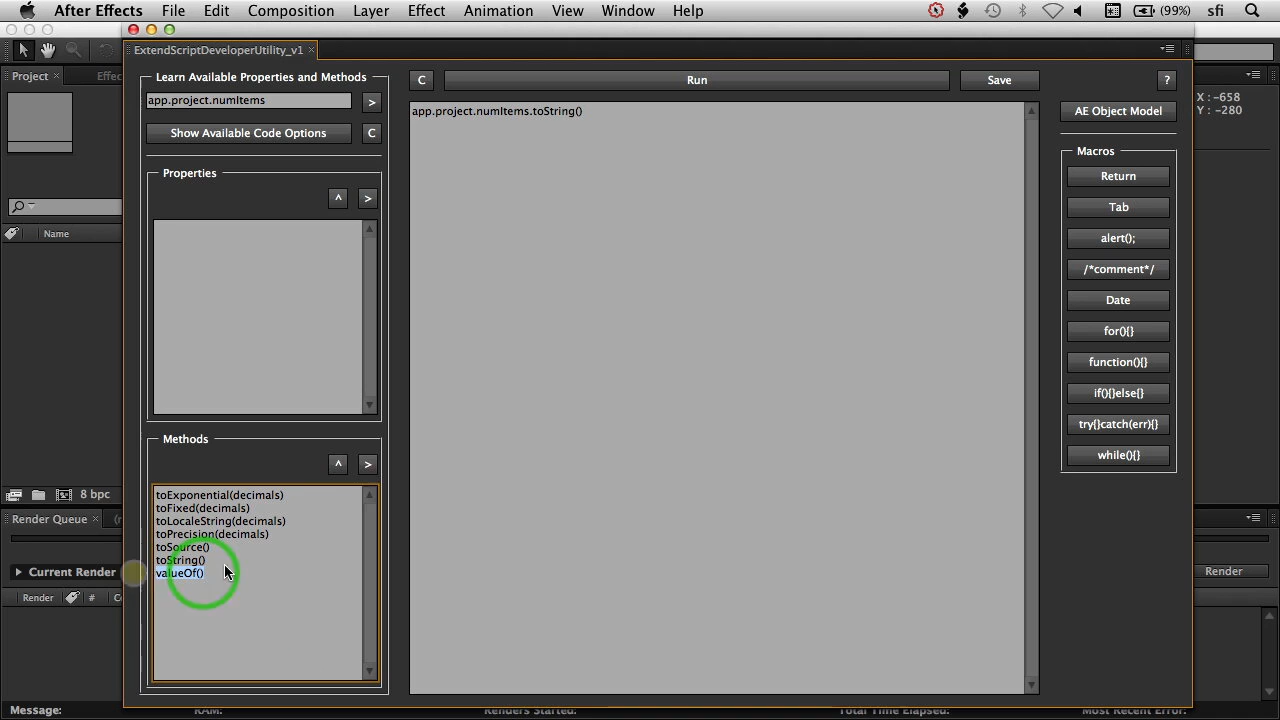 After Effects File Edit Composition Layer Effect Animation View Window Help (99%) sfi
ExtendScriptDeveloperUtility_v1 ×
Project ×
Effec
Learn Available Properties and Methods
C
Run
Save
?
X : -658
Y : -280
app.project.numItems
>
app.project.numItems.toString()
AE Object Model
Show Available Code Options
C
Macros
Properties
^
>
Return
Tab
alert();
/*comment*/
Date
for(){}
function(){}
if(){}else{}
try{}catch(err){}
while(){}
Name
Methods
^
>
8 bpc
toExponential(decimals)
toFixed(decimals)
toLocaleString(decimals)
toPrecision(decimals)
toSource()
toString()
valueOf()
Render Queue ×
Current Render
Render
Render
#
Message:
RAM:
Renders Started:
Total Time Elapsed:
Most Recent Error: